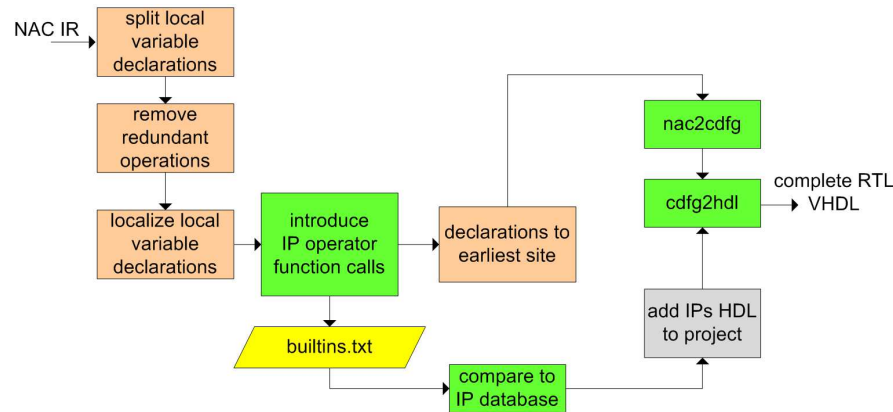 NAC IR
split local
variable
declarations
remove
redundant
operations
localize local
variable
declarations
introduce
IP operator
function calls
declarations to
earliest site
nac2cdfg
cdfg2hdl
complete RTL
VHDL
add IPs HDL
to project
builtins.txt
compare to
IP database